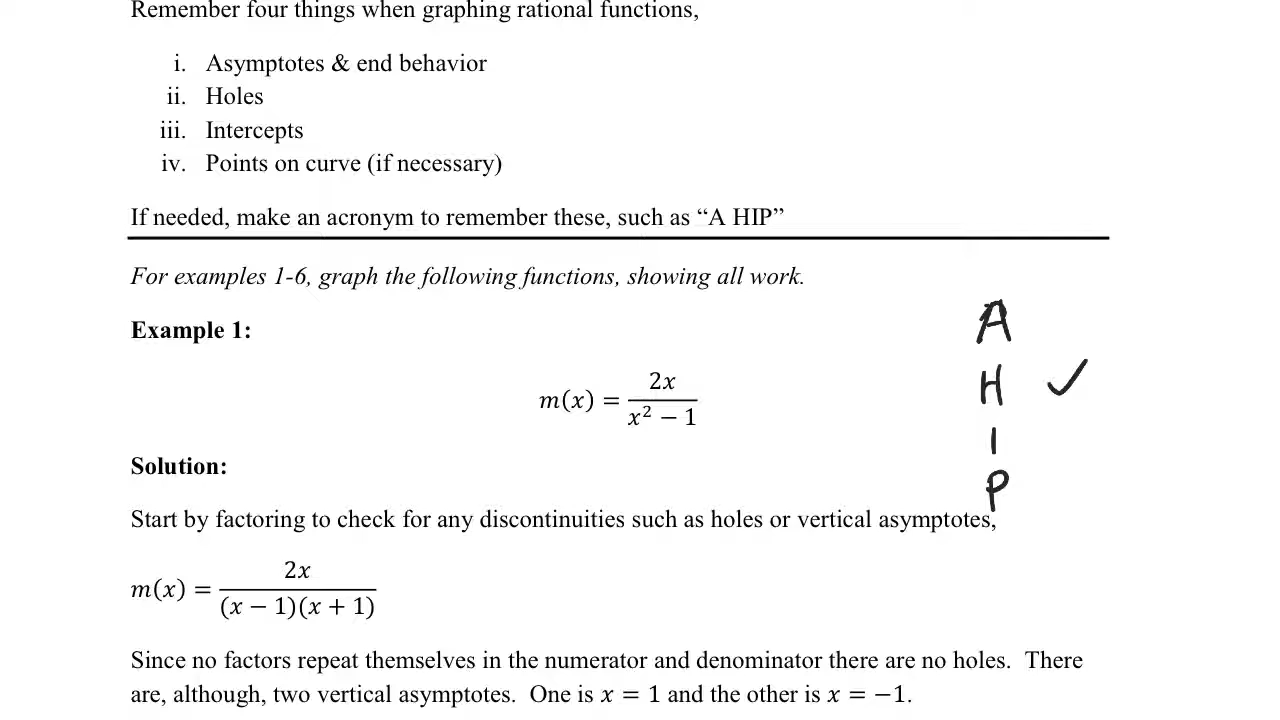 Remember four things when graphing rational functions,
i. Asymptotes & end behavior
ii. Holes
iii. Intercepts
iv. Points on curve (if necessary)
If needed, make an acronym to remember these, such as “A HIP”
For examples 1-6, graph the following functions, showing all work.
Example 1:
A
m(x) = 2x / x² − 1
H ✓
I
Solution:
P
Start by factoring to check for any discontinuities such as holes or vertical asymptotes,
m(x) = 2x / (x − 1)(x + 1)
Since no factors repeat themselves in the numerator and denominator there are no holes. There
are, although, two vertical asymptotes. One is x = 1 and the other is x = −1.